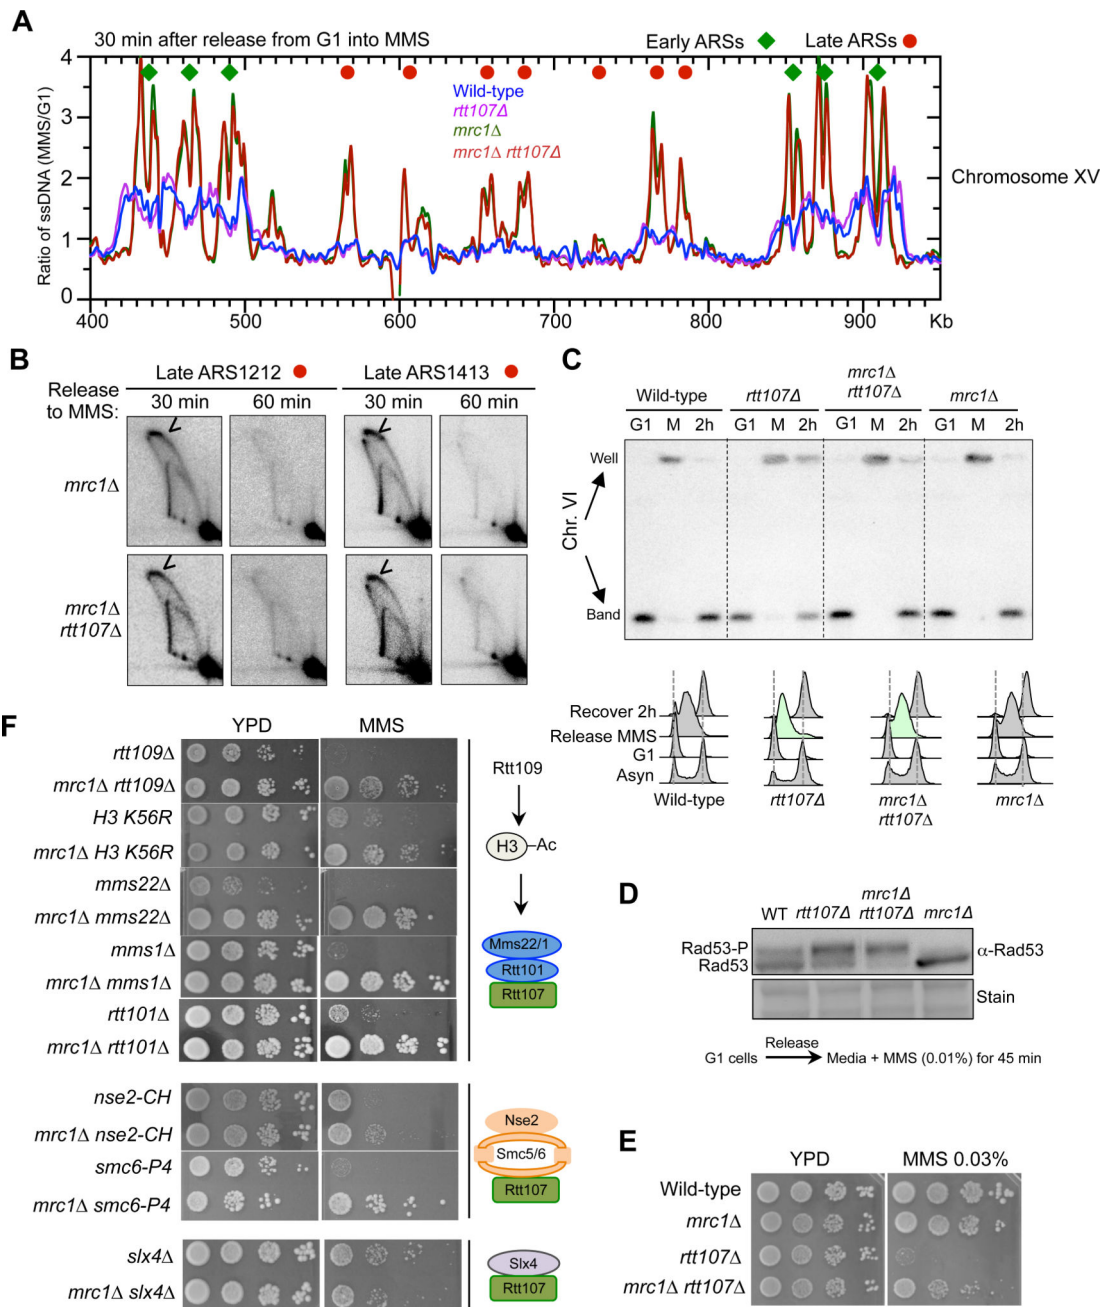 A
30 min after release from G1 into MMS
Early ARSs
Late ARSs
Ratio of ssDNA (MMS/G1)
4
3
2
1
0
Wild-type
rtt107Δ
mrc1Δ
mrc1Δ rtt107Δ
Chromosome XV
400
500
600
700
800
900
Kb
B
Late ARS1212
Late ARS1413
Release to MMS:
30 min
60 min
30 min
60 min
mrc1Δ
mrc1Δ
rtt107Δ
C
Wild-type
rtt107Δ
mrc1Δ
rtt107Δ
mrc1Δ
G1 M 2h
G1 M 2h
G1 M 2h
G1 M 2h
Well
Chr. VI
Band
Recover 2h
Release MMS
G1
Asyn
Wild-type
rtt107Δ
mrc1Δ
rtt107Δ
mrc1Δ
D
WT
rtt107Δ
mrc1Δ
rtt107Δ
mrc1Δ
Rad53-P
Rad53
α-Rad53
Stain
G1 cells
Release
Media + MMS (0.01%) for 45 min
E
YPD
MMS 0.03%
Wild-type
mrc1Δ
rtt107Δ
mrc1Δ rtt107Δ
F
YPD
MMS
rtt109Δ
mrc1Δ rtt109Δ
H3 K56R
mrc1Δ H3 K56R
mms22Δ
mrc1Δ mms22Δ
mms1Δ
mrc1Δ mms1Δ
rtt101Δ
mrc1Δ rtt101Δ
Rtt109
H3
Ac
Mms22/1
Rtt101
Rtt107
nse2-CH
mrc1Δ nse2-CH
smc6-P4
mrc1Δ smc6-P4
Nse2
Smc5/6
Rtt107
slx4Δ
mrc1Δ slx4Δ
Slx4
Rtt107